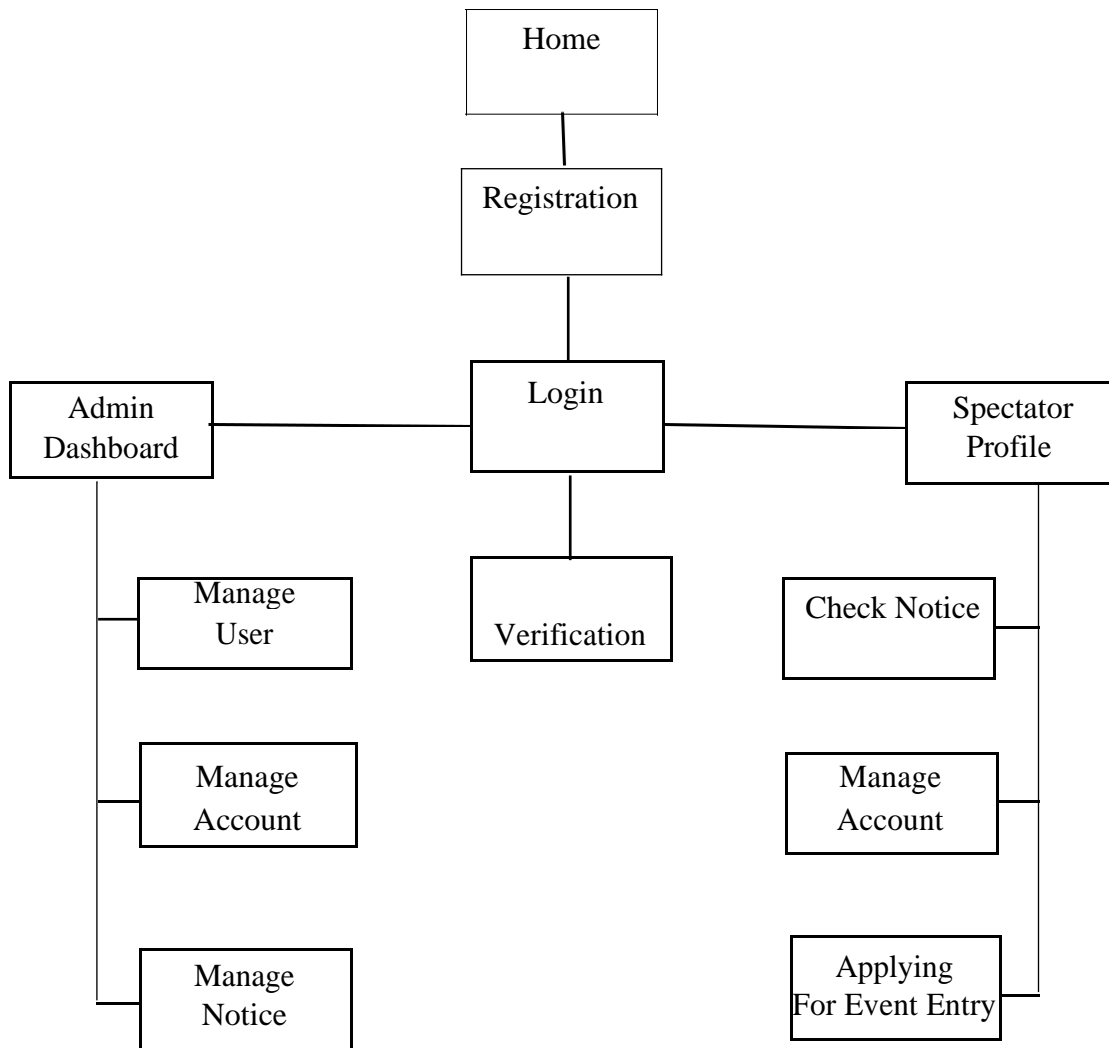 Home
Registration
Login
Admin
Dashboard
Spectator
Profile
Manage
User
Verification
Check Notice
Manage
Account
Manage
Account
Manage
Notice
Applying
For Event Entry